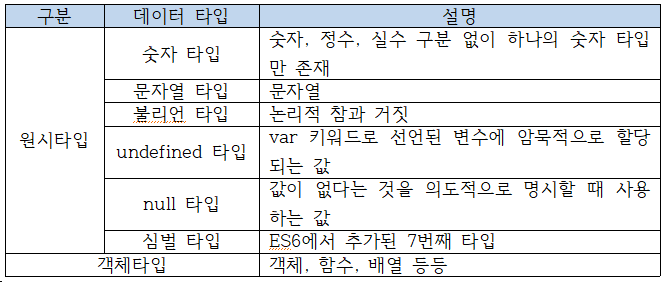 구분 데이터 타입 설명
숫자 타입 숫자, 정수, 실수 구분 없이 하나의 숫자 타입
만 존재
문자열 타입 문자열
불리언 타입 논리적 참과 거짓
원시타입
undefined 타입 var 키워드로 선언된 변수에 암묵적으로 할당
되는 값
null 타입 값이 없다는 것을 의도적으로 명시할 때 사용
하는 값
심벌 타입 ES6에서 추가된 7번째 타입
객체타입 객체, 함수, 배열 등등